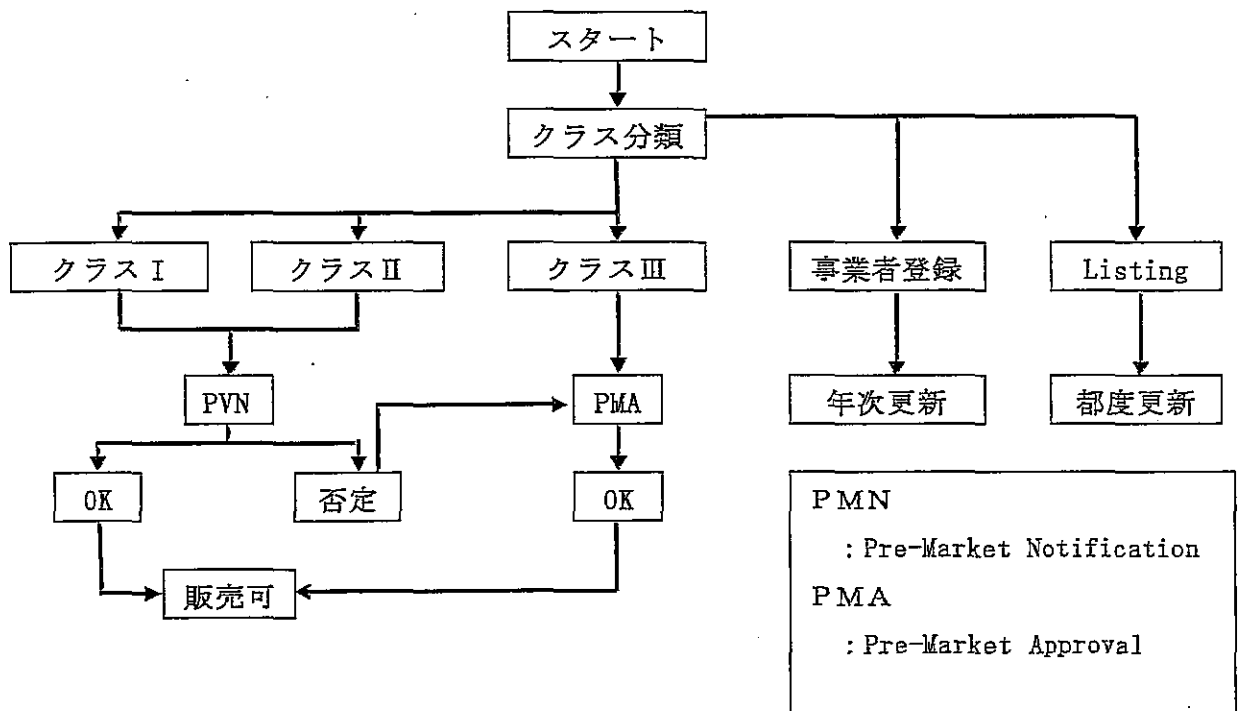 スタート
クラス分類
クラスⅠ
クラスⅡ
クラスⅢ
事業者登録
Listing
PVN
PMA
年次更新
都度更新
OK
否定
OK
販売可
PMN
: Pre-Market Notification
PMA
: Pre-Market Approval